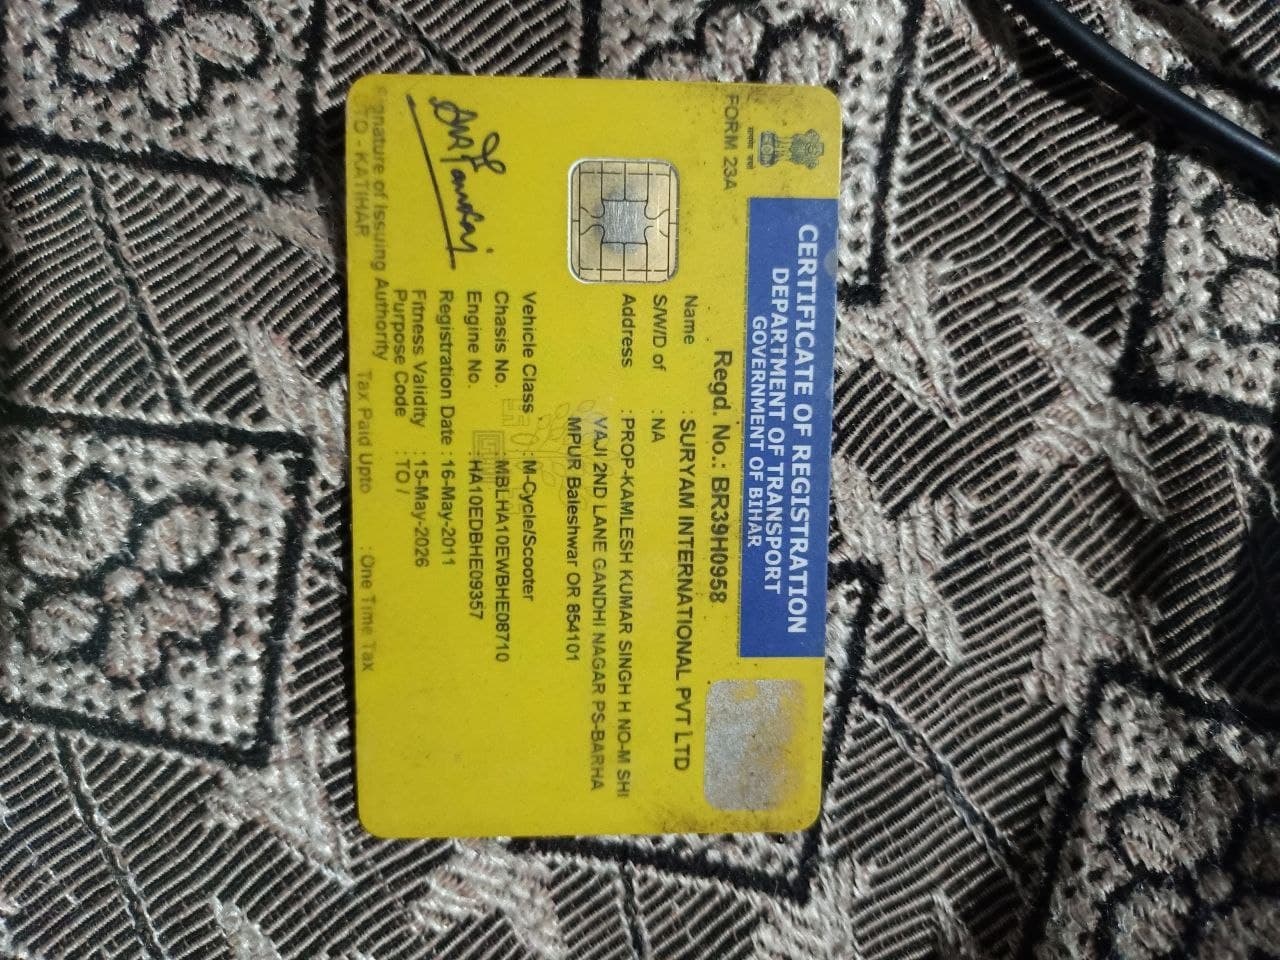 CERTIFICATE OF REGISTRATION
DEPARTMENT OF TRANSPORT
GOVERNMENT OF BIHAR
FORM 23A
Regd. No.: BR39H0958
Name : SURYAM INTERNATIONAL PVT LTD
S/W/D of : NA
Address : PROP-KAMLESH KUMAR SINGH H NO-M SHI
VAJI 2ND LANE GANDHI NAGAR PS-BARHA
MPUR Baleshwar OR 854101
Vehicle Class : M-Cycle/Scooter
Chasis No. : MBLHA10EWBHE08710
Engine No. : HA10EDBHE09357
Registration Date : 16-May-2011
Fitness Validity : 15-May-2026
Purpose Code : TO /
Signature of Issuing Authority Tax Paid Upto : One Time Tax
TO - KATIHAR